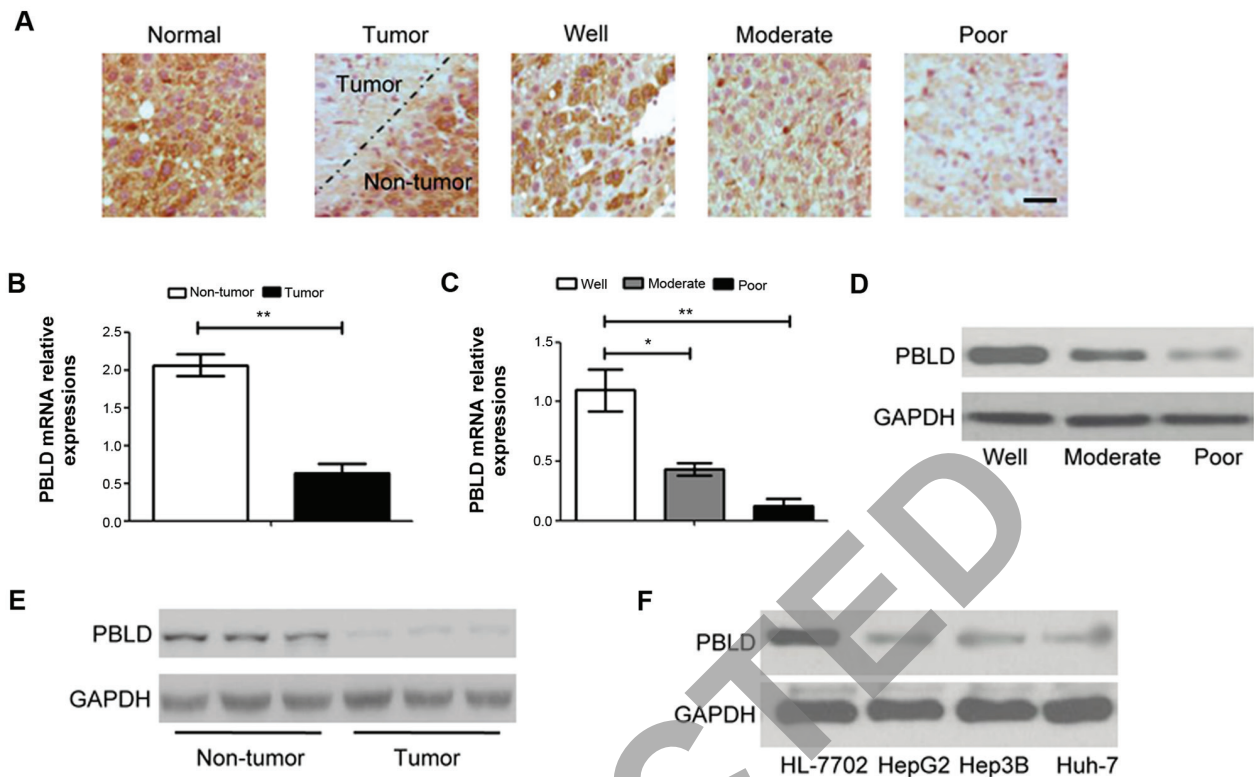 A
Normal
Tumor
Well
Moderate
Poor
Tumor
Non-tumor
B
Non-tumor Tumor
**
PBLD mRNA relative
expressions
2.5
2.0
1.5
1.0
0.5
0.0
C
Well Moderate Poor
**
*
PBLD mRNA relative
expressions
1.5
1.0
0.5
0.0
D
PBLD
GAPDH
Well Moderate Poor
E
PBLD
GAPDH
Non-tumor Tumor
F
PBLD
GAPDH
HL-7702 HepG2 Hep3B Huh-7
CTED